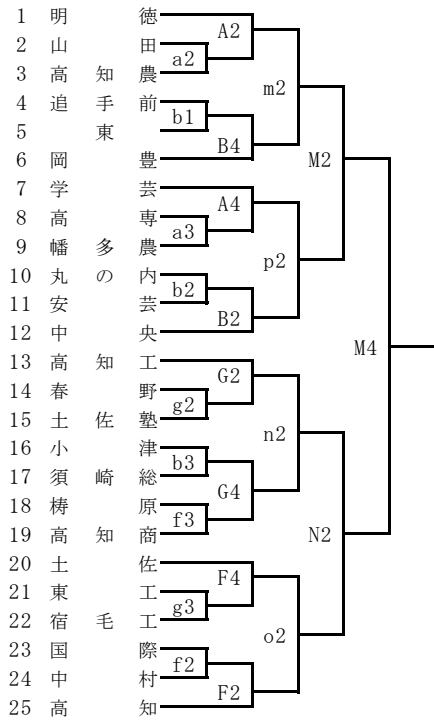 1 明徳
2 山田
3 高知農
4 追手前
5 東
6 岡豊
7 学芸
8 高専
9 幡多農
10 丸の内
11 安芸
12 中央
13 高知工
14 春野
15 土佐塾
16 小津
17 須崎総
18 梼原
19 高知商
20 土佐
21 東工
22 宿毛工
23 国際
24 中村
25 高知
A2
a2
b1
B4
A4
a3
b2
B2
G2
g2
b3
G4
f3
F4
g3
f2
F2
m2
p2
n2
o2
M2
N2
M4